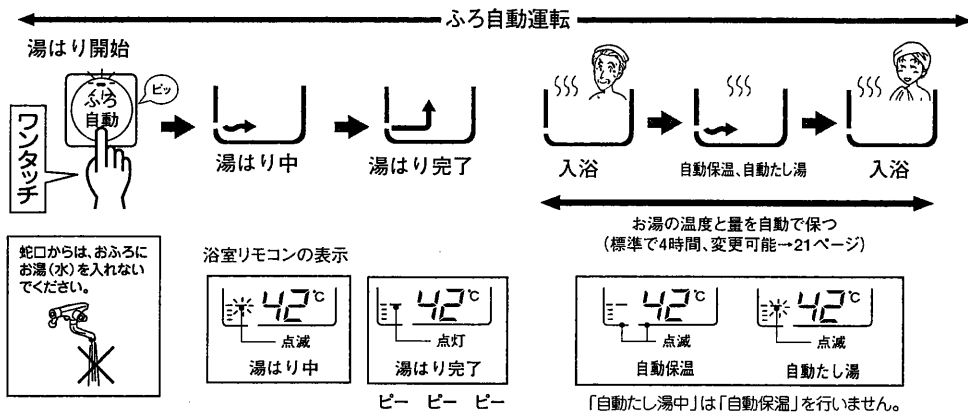 ふろ自動運転
湯はり開始
ふろ
自動
ピッ
ワンタッチ
湯はり中
湯はり完了
入浴
自動保温、自動たし湯
入浴
お湯の温度と量を自動で保つ
(標準で4時間、変更可能→21ページ)
蛇口からは、おふろに
お湯(水)を入れない
でください。
浴室リモコンの表示
42℃
点滅
湯はり中
42℃
点灯
湯はり完了
ピー ピー ピー
42℃
点滅
自動保温
42℃
点滅
自動たし湯
「自動たし湯中」は「自動保温」を行いません。